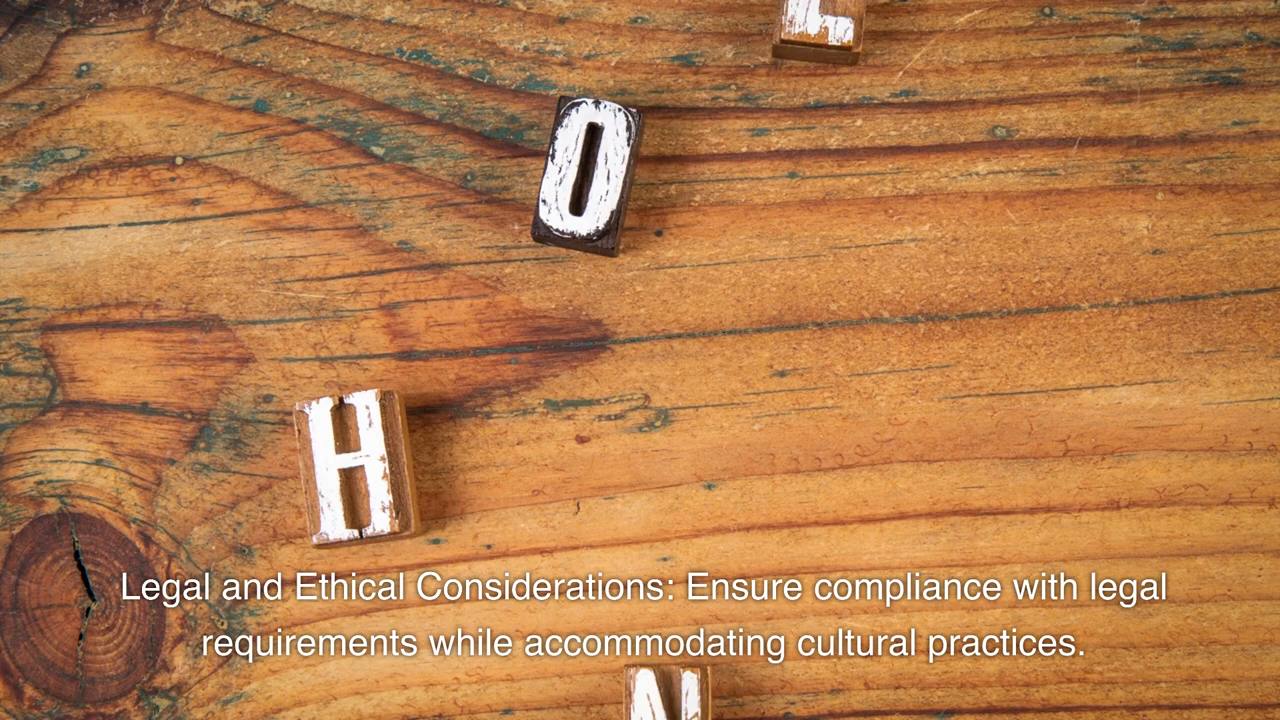 L
O
H
Legal and Ethical Considerations: Ensure compliance with legal
requirements while accommodating cultural practices.
N